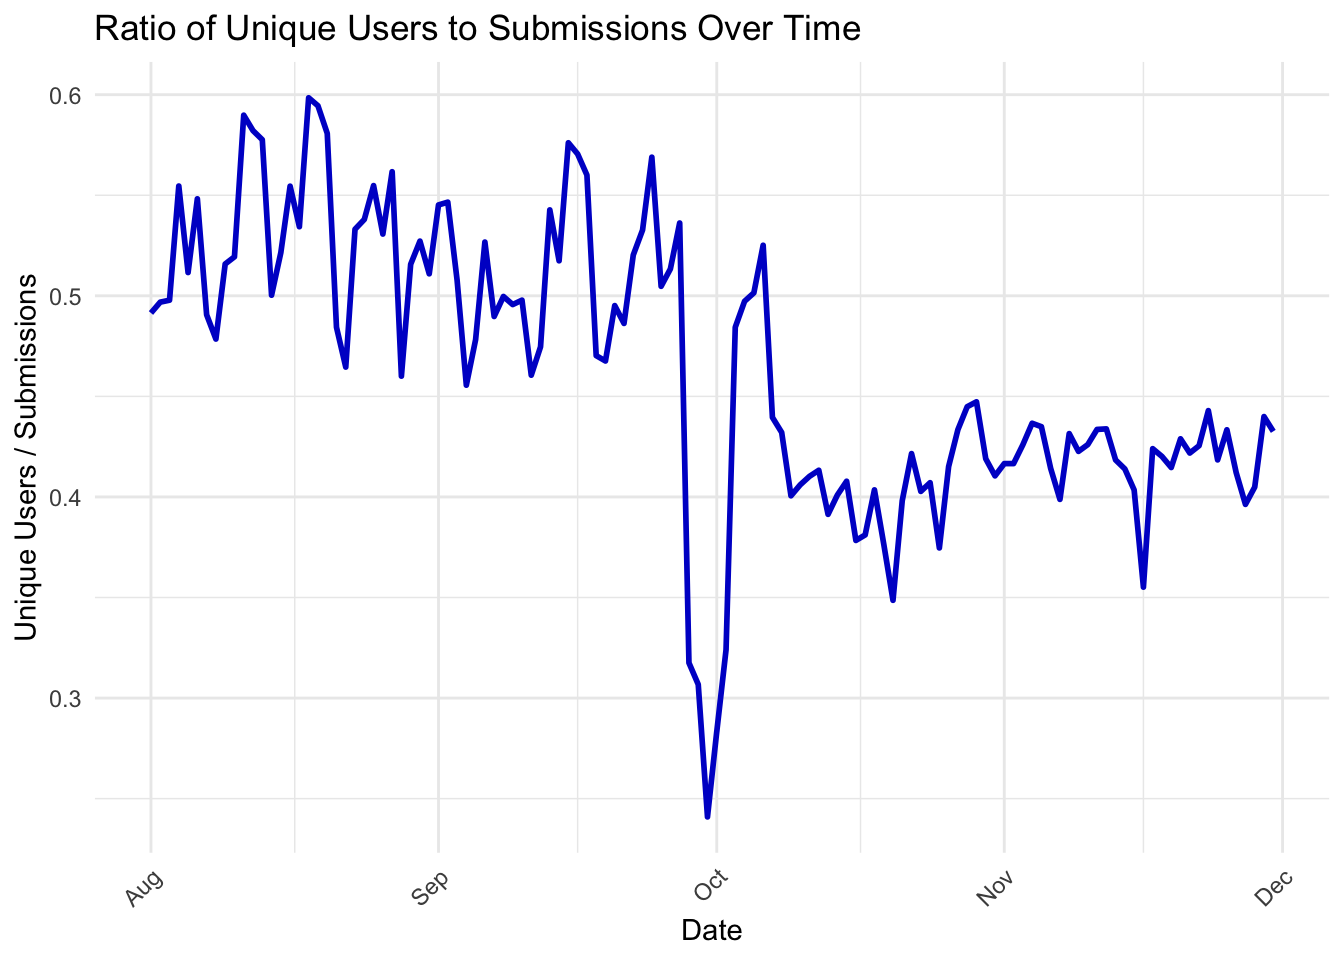 Ratio of Unique Users to Submissions Over Time
Unique Users / Submissions
0.6
0.5
0.4
0.3
Aug
Sep
Oct
Nov
Dec
Date